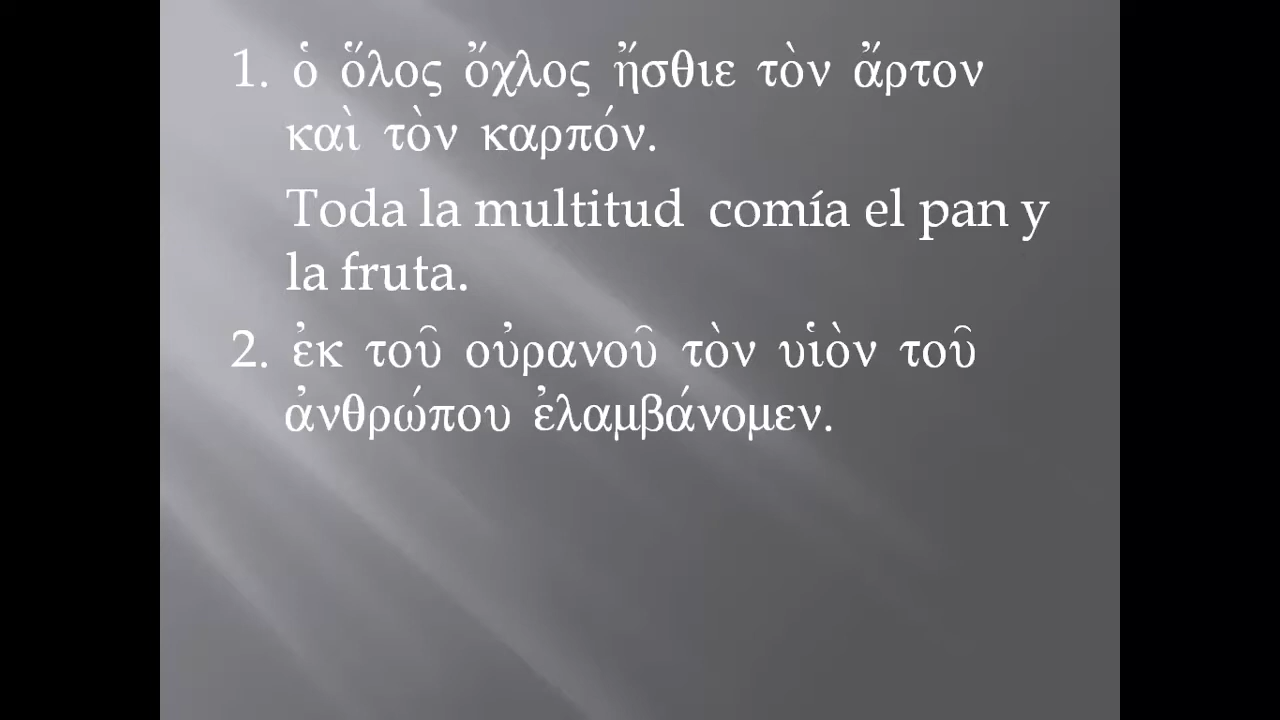 1. ὁ ὅλος ὄχλος ἤσθιε τὸν ἄρτον
καὶ τὸν καρπόν.
Toda la multitud comía el pan y
la fruta.
2. ἐκ τοῦ οὐρανοῦ τὸν υἱὸν τοῦ
ἀνθρώπου ἐλαμβάνομεν.